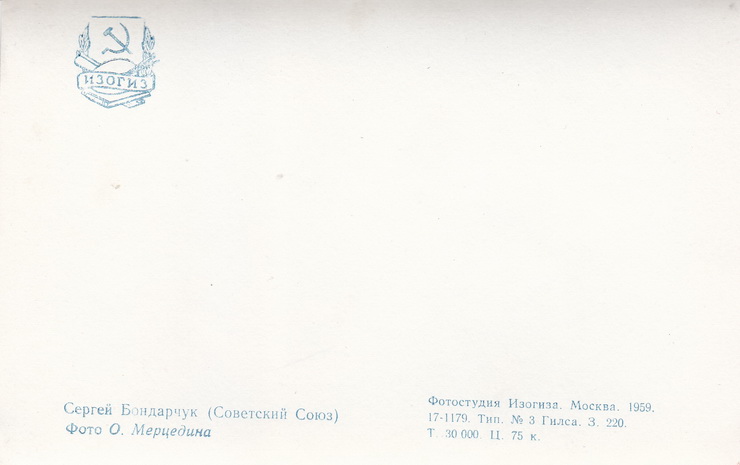 ИЗОГИЗ
Сергей Бондарчук (Советский Союз)
Фото О. Мерцедина
Фотостудия Изогиза. Москва. 1959.
17-1179. Тип. № 3 Гилса. З. 220.
Т. 30 000. Ц. 75 к.